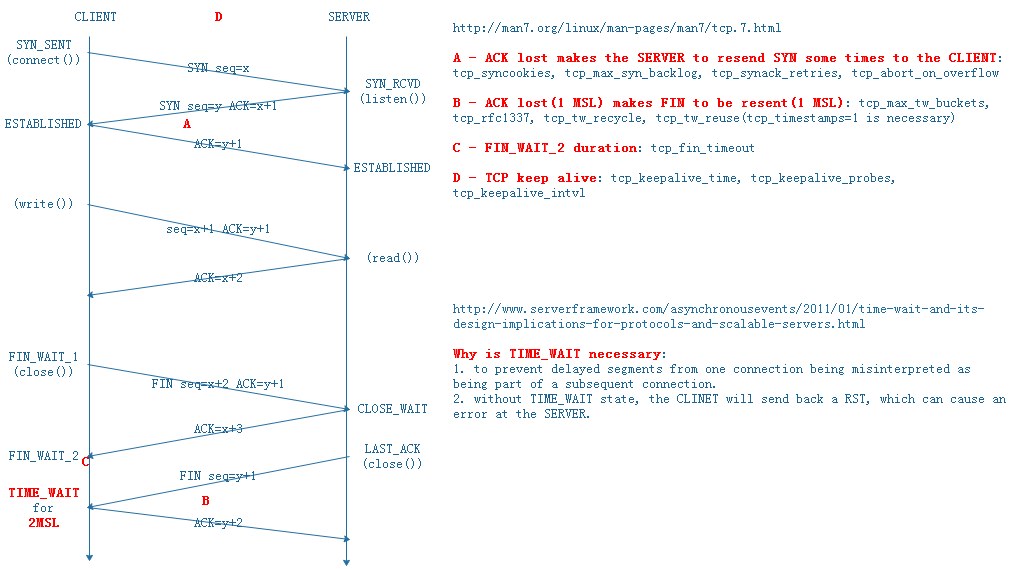 CLIENT D SERVER
SYN_SENT
(connect())
SYN seq=x
SYN_RCVD
(listen())
SYN seq=y ACK=x+1
ESTABLISHED
A
ACK=y+1
ESTABLISHED
(write())
seq=x+1 ACK=y+1
(read())
ACK=x+2
FIN_WAIT_1
(close())
FIN seq=x+2 ACK=y+1
CLOSE_WAIT
ACK=x+3
LAST_ACK
(close())
FIN_WAIT_2
C
FIN seq=y+1
TIME_WAIT
for
2MSL
B
ACK=y+2
http://man7.org/linux/man-pages/man7/tcp.7.html
A - ACK lost makes the SERVER to resend SYN some times to the CLIENT:
tcp_syncookies, tcp_max_syn_backlog, tcp_synack_retries, tcp_abort_on_overflow
B - ACK lost(1 MSL) makes FIN to be resent(1 MSL): tcp_max_tw_buckets,
tcp_rfc1337, tcp_tw_recycle, tcp_tw_reuse(tcp_timestamps=1 is necessary)
C - FIN_WAIT_2 duration: tcp_fin_timeout
D - TCP keep alive: tcp_keepalive_time, tcp_keepalive_probes,
tcp_keepalive_intvl
http://www.serverframework.com/asynchronousevents/2011/01/time-wait-and-its-
design-implications-for-protocols-and-scalable-servers.html
Why is TIME_WAIT necessary:
1. to prevent delayed segments from one connection being misinterpreted as
being part of a subsequent connection.
2. without TIME_WAIT state, the CLINET will send back a RST, which can cause an
error at the SERVER.